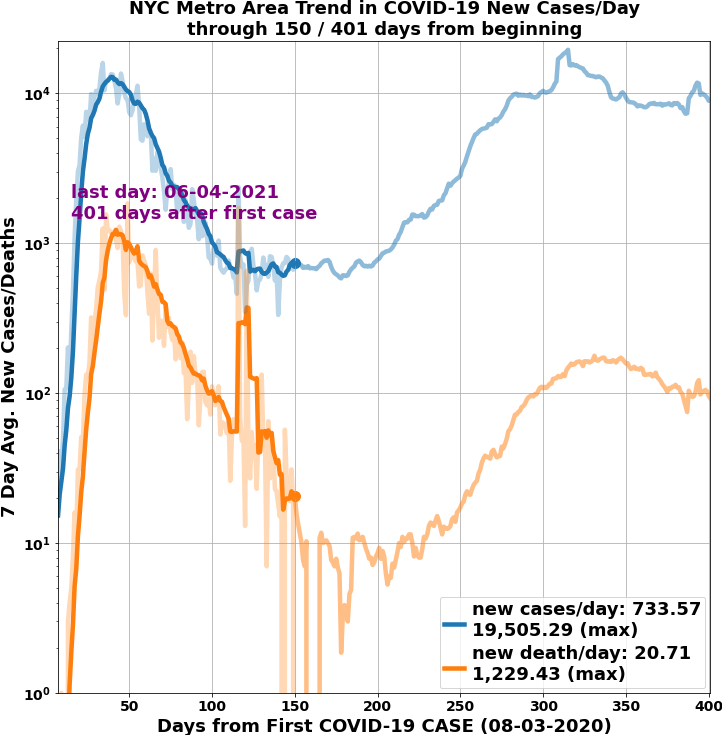 NYC Metro Area Trend in COVID-19 New Cases/Day
through 150 / 401 days from beginning
7 Day Avg. New Cases/Deaths
10⁴
10³
10²
10¹
10⁰
last day: 06-04-2021
401 days after first case
new cases/day: 733.57
19,505.29 (max)
new death/day: 20.71
1,229.43 (max)
50 100 150 200 250 300 350 400
Days from First COVID-19 CASE (08-03-2020)